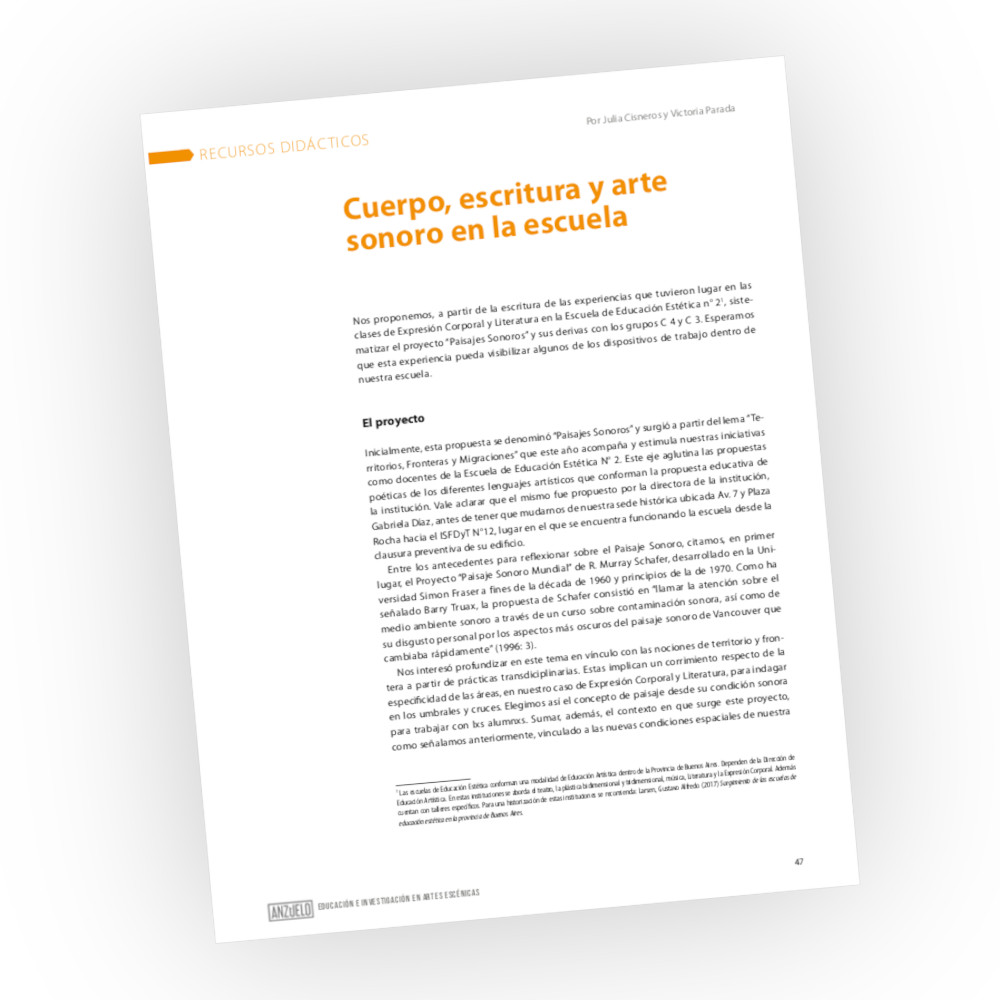 Por Julia Cisneros y Victoria Parada
RECURSOS DIDÁCTICOS
Cuerpo, escritura y arte
sonoro en la escuela
Nos proponemos, a partir de la escritura de las experiencias que tuvieron lugar en las
clases de Expresión Corporal y Literatura en la Escuela de Educación Estética n° 2¹, siste-
matizar el proyecto "Paisajes Sonoros" y sus derivas con los grupos C 4 y C 3. Esperamos
que esta experiencia pueda visibilizar algunos de los dispositivos de trabajo dentro de
nuestra escuela.
El proyecto
Inicialmente, esta propuesta se denominó "Paisajes Sonoros" y surgió a partir del lema "Te-
rritorios, Fronteras y Migraciones" que este año acompaña y estimula nuestras iniciativas
como docentes de la Escuela de Educación Estética N° 2. Este eje aglutina las propuestas
poéticas de los diferentes lenguajes artísticos que conforman la propuesta educativa de
la institución. Vale aclarar que el mismo fue propuesto por la directora de la institución,
Gabriela Díaz, antes de tener que mudarnos de nuestra sede histórica ubicada Av. 7 y Plaza
Rocha hacia el ISFDyT N°12, lugar en el que se encuentra funcionando la escuela desde la
clausura preventiva de su edificio.
Entre los antecedentes para reflexionar sobre el Paisaje Sonoro, citamos, en primer
lugar, el Proyecto "Paisaje Sonoro Mundial" de R. Murray Schafer, desarrollado en la Uni-
versidad Simon Fraser a fines de la década de 1960 y principios de la de 1970. Como ha
señalado Barry Truax, la propuesta de Schafer consistió en "llamar la atención sobre el
medio ambiente sonoro a través de un curso sobre contaminación sonora, así como de
su disgusto personal por los aspectos más oscuros del paisaje sonoro de Vancouver que
cambiaba rápidamente" (1996: 3).
Nos interesó profundizar en este tema en vínculo con las nociones de territorio y fron-
tera a partir de prácticas transdiciplinarias. Estas implican un corrimiento respecto de la
especificidad de las áreas, en nuestro caso de Expresión Corporal y Literatura, para indagar
en los umbrales y cruces. Elegimos así el concepto de paisaje desde su condición sonora
para trabajar con lxs alumnxs. Sumar, además, el contexto en que surge este proyecto,
como señalamos anteriormente, vinculado a las nuevas condiciones espaciales de nuestra
¹ Las escuelas de Educación Estética conforman una modalidad de Educación Artística dentro de la Provincia de Buenos Aires. Dependen de la Dirección de
Educación Artística. En estas instituciones se aborda el teatro, la plástica bidimensional y tridimensional, música, Literatura y la Expresión Corporal. Además
cuentan con talleres específicos. Para una historización de estas instituciones se recomienda: Larsen, Gustavo Alfredo (2017) Surgimiento de las escuelas de
educación estética en la provincia de Buenos Aires.
47
ANZUELO EDUCACIÓN E INVESTIGACIÓN EN ARTES ESCÉNICAS